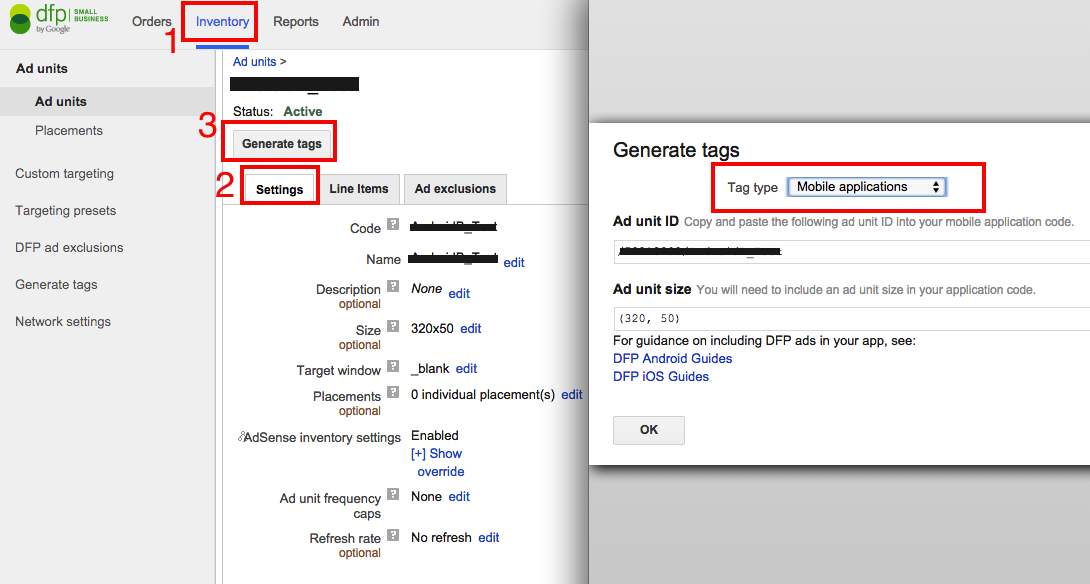 dfp SMALL BUSINESS
by Google
Orders Inventory Reports Admin
1
Ad units
Ad units
Placements
Custom targeting
Targeting presets
DFP ad exclusions
Generate tags
Network settings
Ad units >
Status: Active
3
Generate tags
2
Settings Line Items Ad exclusions
Code ?
Name edit
Description ? None edit
optional
Size ? 320x50 edit
optional
Target window ? _blank edit
Placements ? 0 individual placement(s) edit
optional
AdSense inventory settings Enabled
[+] Show
override
Ad unit frequency ? None edit
caps
Refresh rate ? No refresh edit
optional
Generate tags
Tag type Mobile applications
Ad unit ID Copy and paste the following ad unit ID into your mobile application code.
Ad unit size You will need to include an ad unit size in your application code.
(320, 50)
For guidance on including DFP ads in your app, see:
DFP Android Guides
DFP iOS Guides
OK